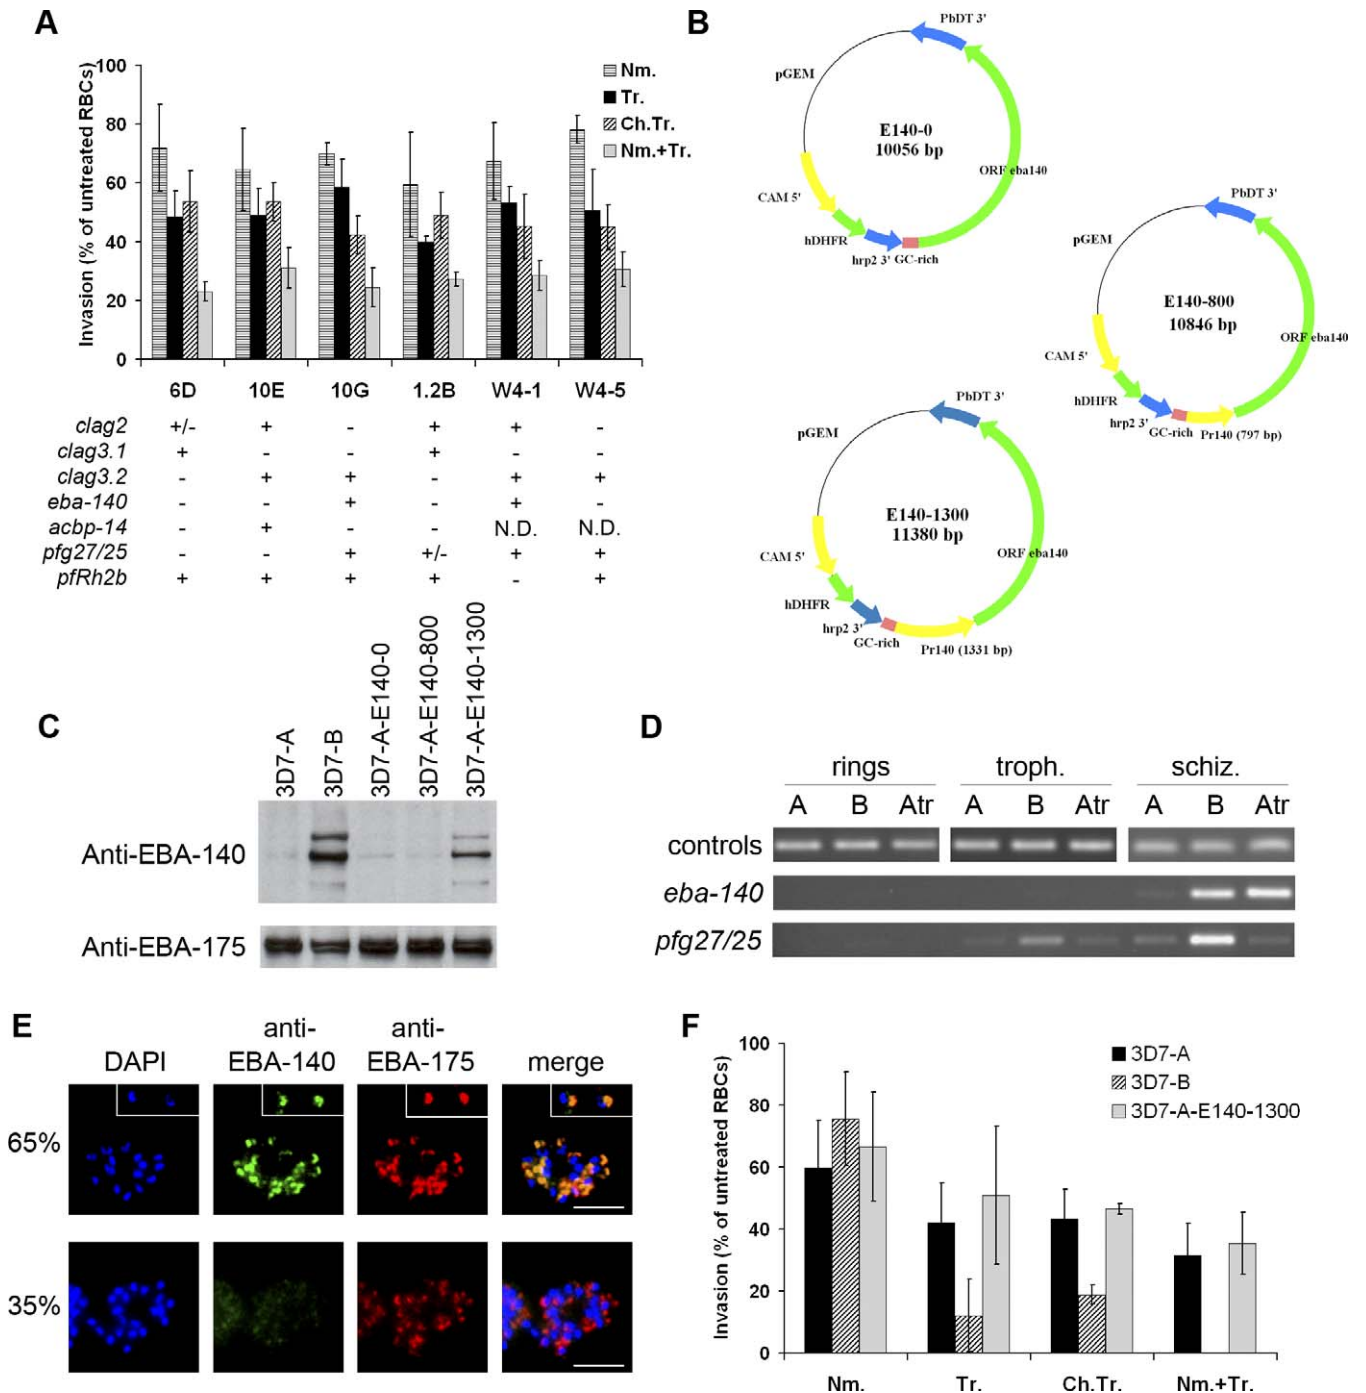 A
Invasion (% of untreated RBCs)
100
80
60
40
20
0
Nm.
Tr.
Ch.Tr.
Nm.+Tr.
6D 10E 10G 1.2B W4-1 W4-5
clag2 +/- + - + + -
clag3.1 + - - + - -
clag3.2 - + + - + +
eba-140 - - + - + -
acbp-14 - + - - N.D. N.D.
pfg27/25 - - + +/- + +
pfRh2b + + + + - +
B
PbDT 3'
pGEM
E140-0
10056 bp
ORF eba140
CAM 5'
hDHFR
hrp2 3'
GC-rich
PbDT 3'
pGEM
E140-800
10846 bp
ORF eba140
CAM 5'
hDHFR
hrp2 3'
GC-rich
Pr140 (797 bp)
PbDT 3'
pGEM
E140-1300
11380 bp
ORF eba140
CAM 5'
hDHFR
hrp2 3'
GC-rich
Pr140 (1331 bp)
C
3D7-A
3D7-B
3D7-A-E140-0
3D7-A-E140-800
3D7-A-E140-1300
Anti-EBA-140
Anti-EBA-175
D
rings troph. schiz.
A B Atr A B Atr A B Atr
controls
eba-140
pfg27/25
E
DAPI
anti-
EBA-140
anti-
EBA-175
merge
65%
35%
F
Invasion (% of untreated RBCs)
100
80
60
40
20
0
3D7-A
3D7-B
3D7-A-E140-1300
Nm. Tr. Ch.Tr. Nm.+Tr.